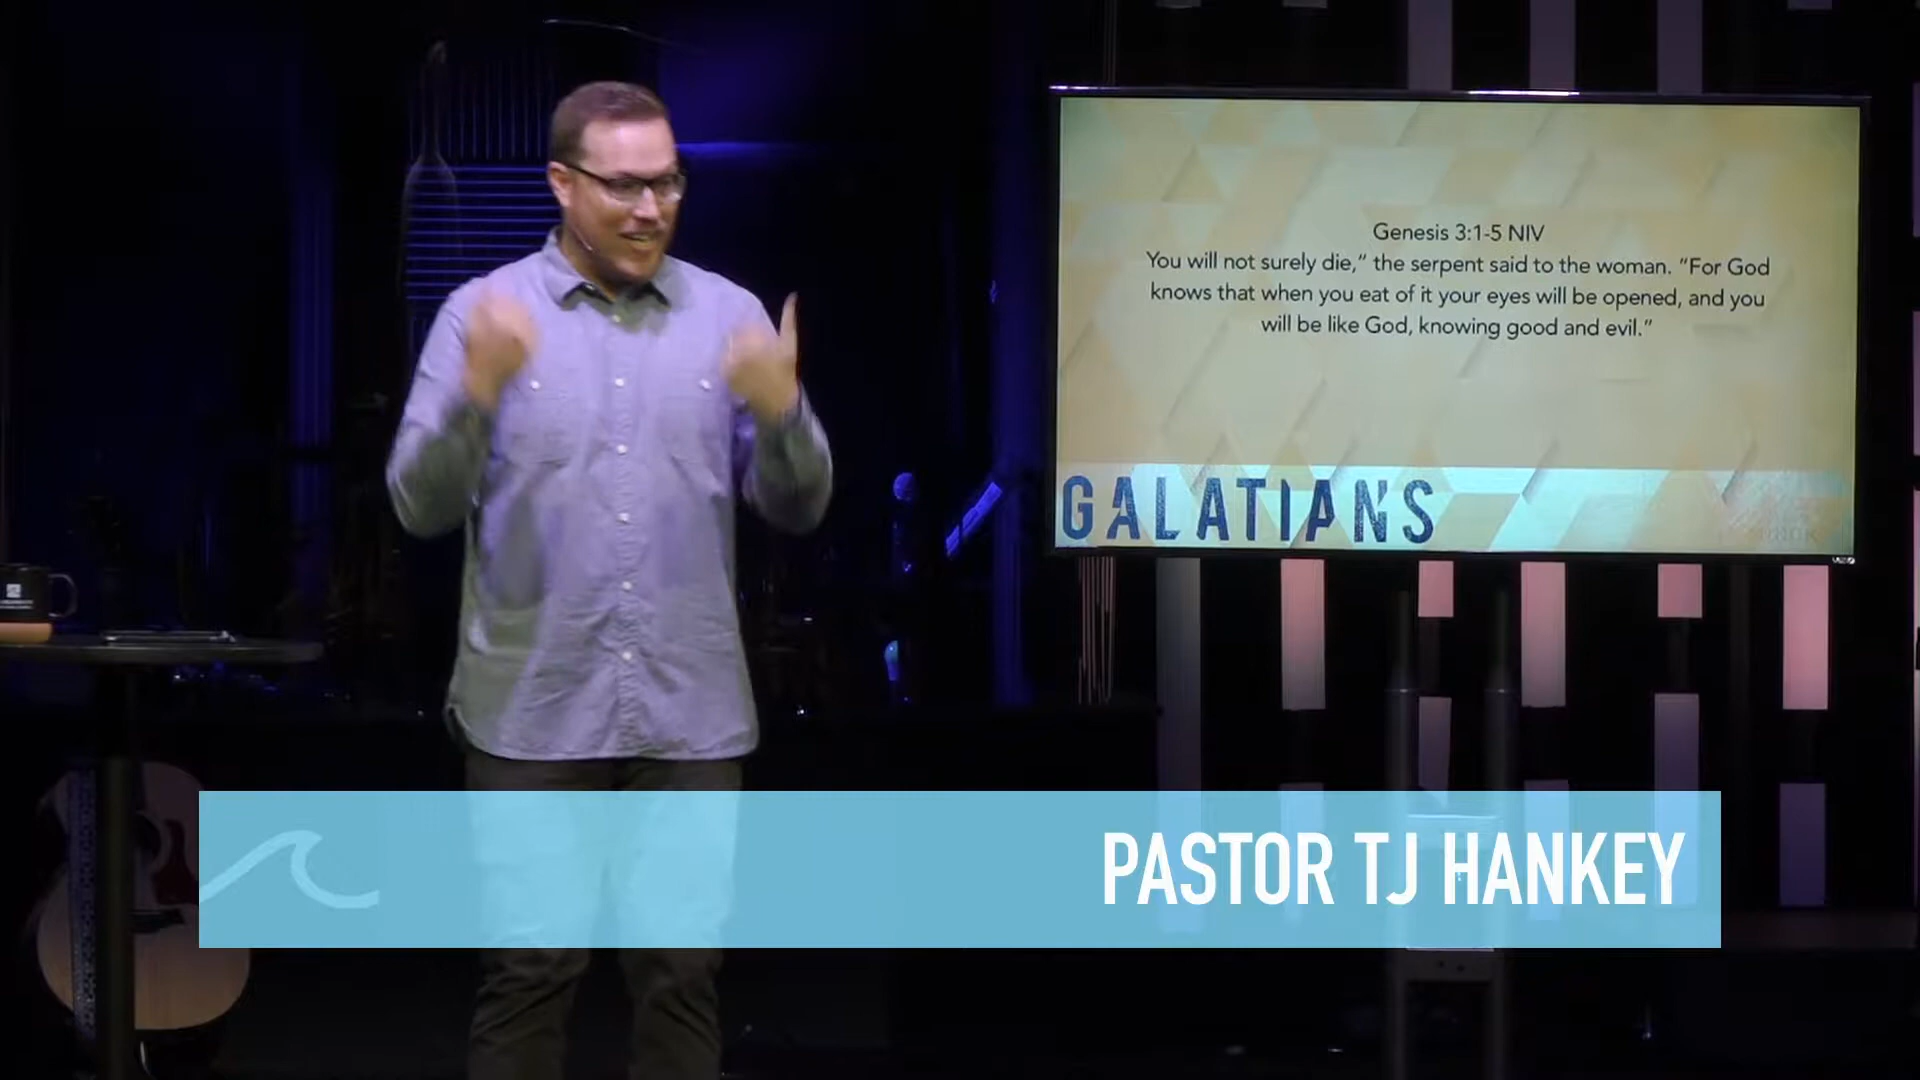 Genesis 3:1-5 NIV
You will not surely die,“ the serpent said to the woman. “For God
knows that when you eat of it your eyes will be opened, and you
will be like God, knowing good and evil.”
GALATIANS
PASTOR TJ HANKEY